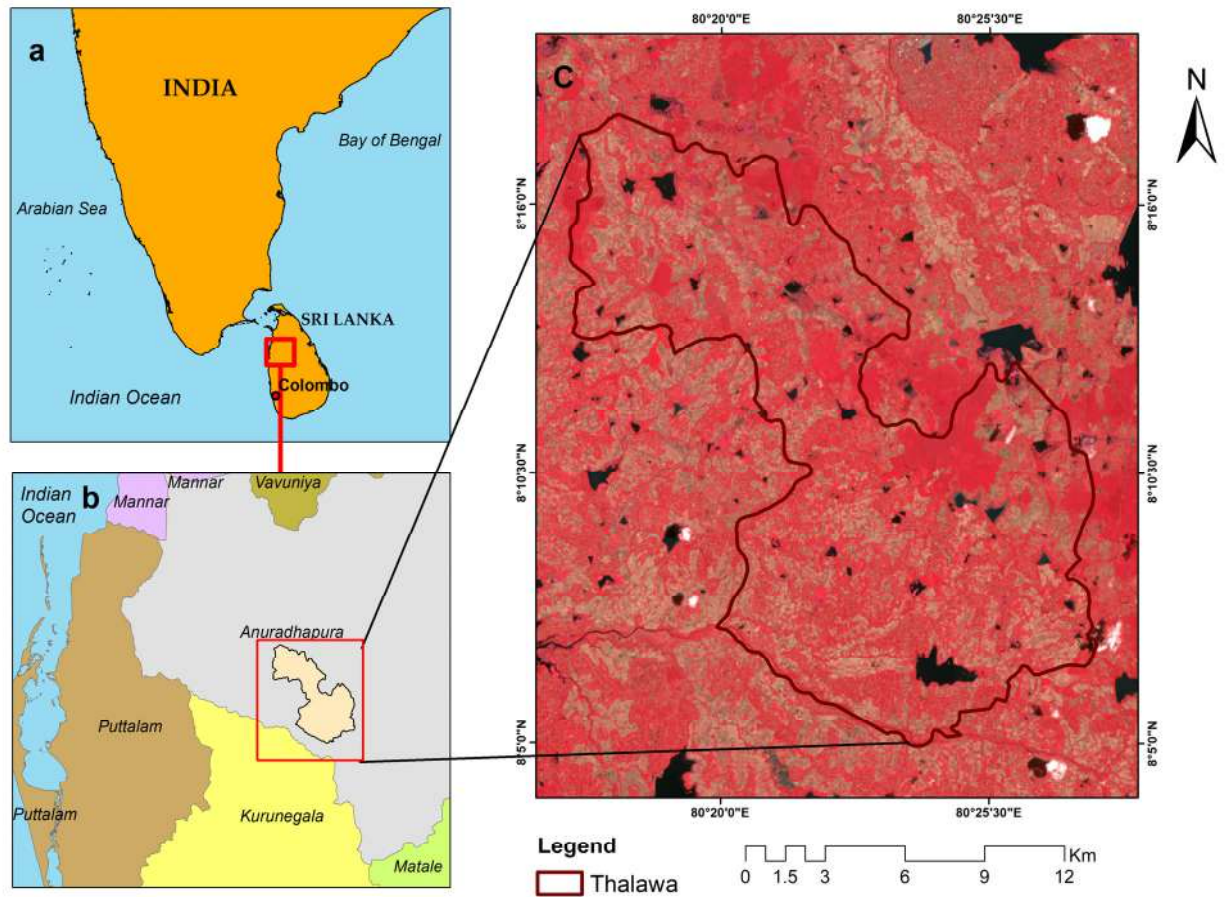 a
INDIA
Bay of Bengal
Arabian Sea
SRI LANKA
Colombo
Indian Ocean
b
Indian
Ocean
Mannar
Mannar
Vavuniya
Anuradhapura
Puttalam
Puttalam
Kurunegala
Matale
80°20'0"E
80°25'30"E
C
N
8°16'0"N
8°16'0"N
8°10'30"N
8°10'30"N
8°5'0"N
8°5'0"N
80°20'0"E
80°25'30"E
Legend
Thalawa
Km
0 1.5 3 6 9 12